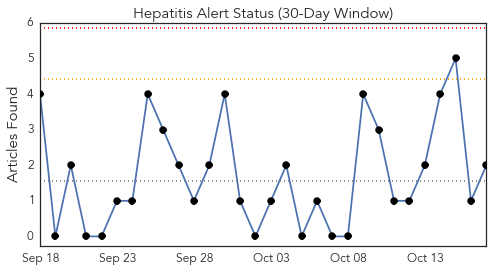 Hepatitis Alert Status (30-Day Window)
Articles Found
6
5
4
3
2
1
0
Sep 18 Sep 23 Sep 28 Oct 03 Oct 08 Oct 13